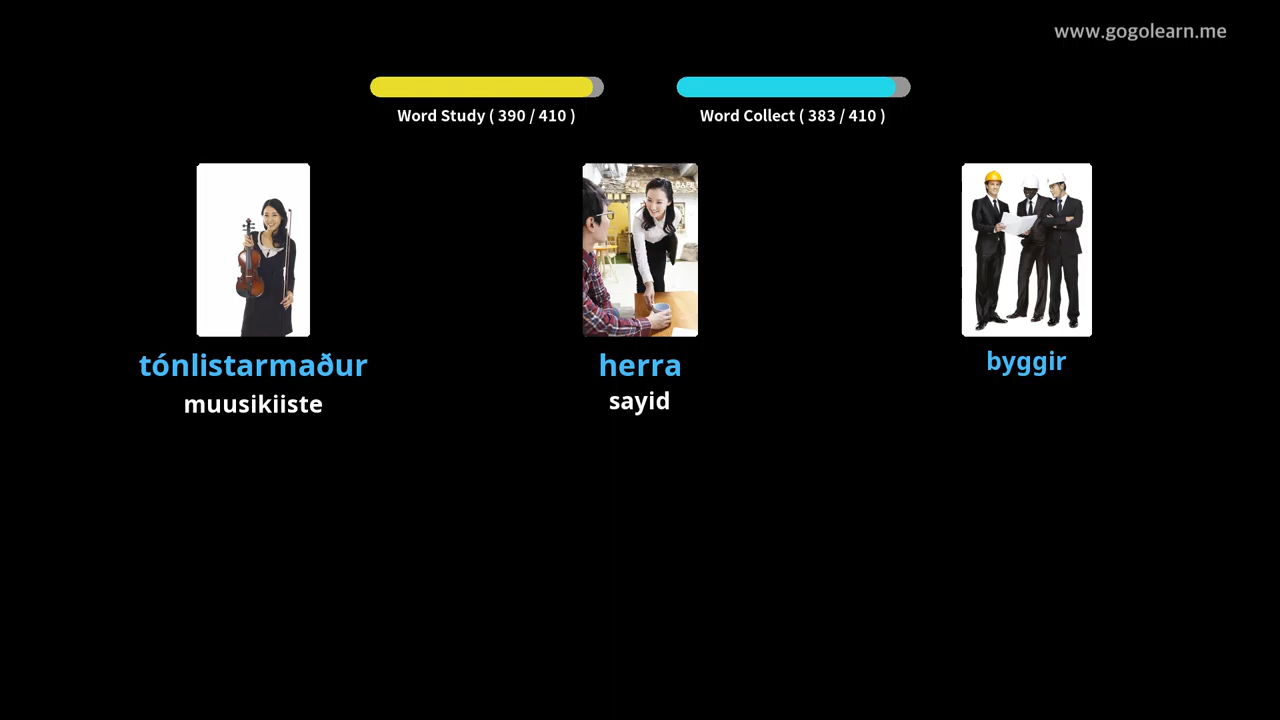 www.gogolearn.me
Word Study ( 390 / 410 )
Word Collect ( 383 / 410 )
tónlistarmaður
herra
byggir
muusikiiste
sayid